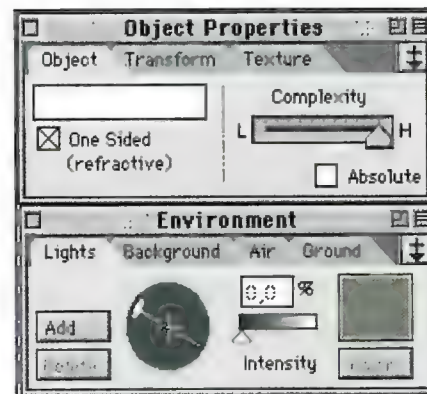 Object Properties
Object Transform Texture
Complexity
L H
One Sided
(refractive)
Absolute
Environment
Lights Background Air Ground
0,0 %
Add
Intensity